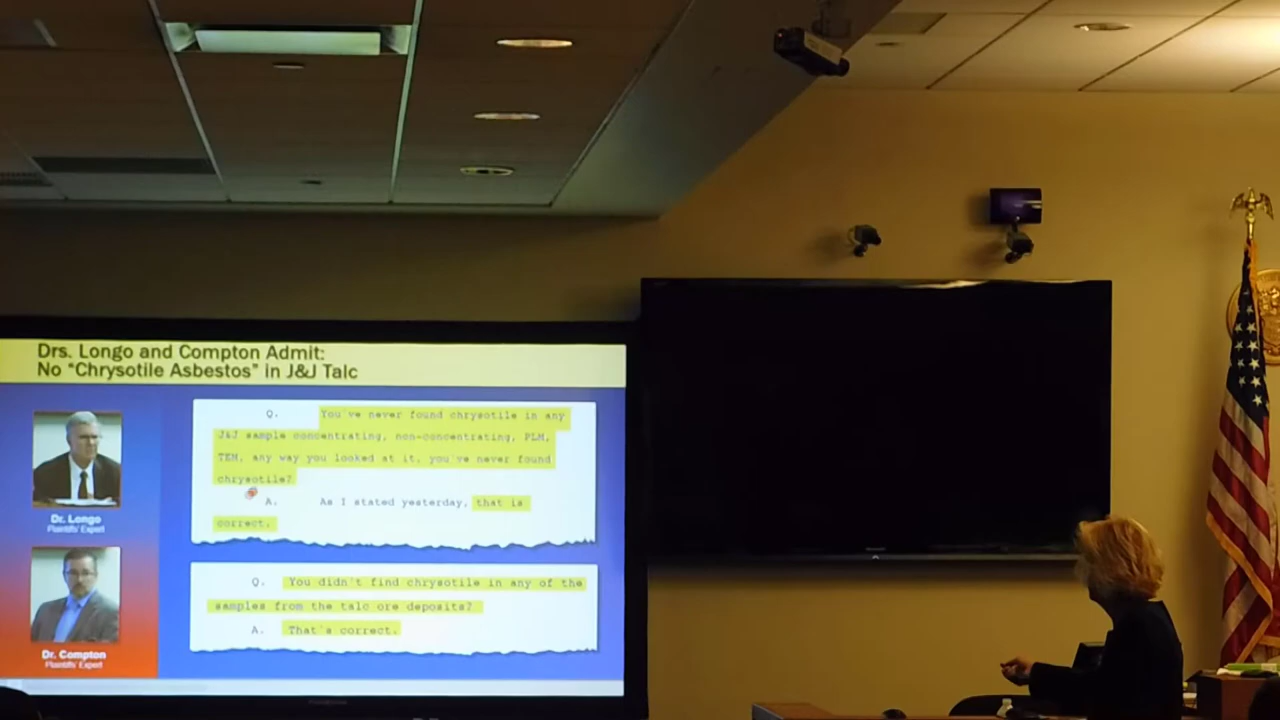 Drs. Longo and Compton Admit:
No "Chrysotile Asbestos" in J&J Talc
Q. You've never found chrysotile in any
J&J sample concentrating, non-concentrating, PLM,
TEM, any way you looked at it, you've never found
chrysotile?
A. As I stated yesterday, that is
correct.
Dr. Longo
Plaintiffs' Expert
Q. You didn't find chrysotile in any of the
samples from the talc ore deposits?
A. That's correct.
Dr. Compton
Plaintiffs' Expert